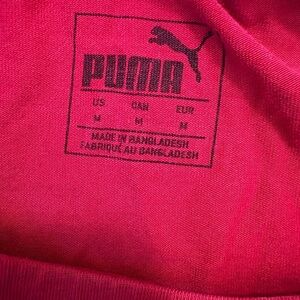 PUMA
US CAN EUR
M M M
MADE IN BANGLADESH
FABRIQUÉ AU BANGLADESH